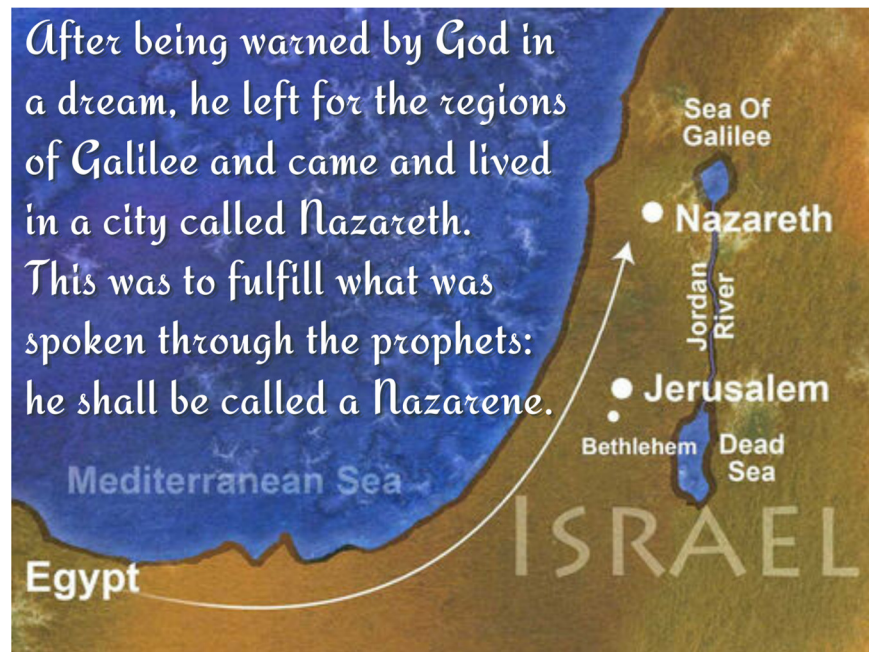 After being warned by God in
a dream, he left for the regions
of Galilee and came and lived
in a city called Nazareth.
This was to fulfill what was
spoken through the prophets:
he shall be called a Nazarene.
Sea Of
Galilee
Nazareth
Jordan
River
Jerusalem
Bethlehem
Dead
Sea
Mediterranean Sea
ISRAEL
Egypt